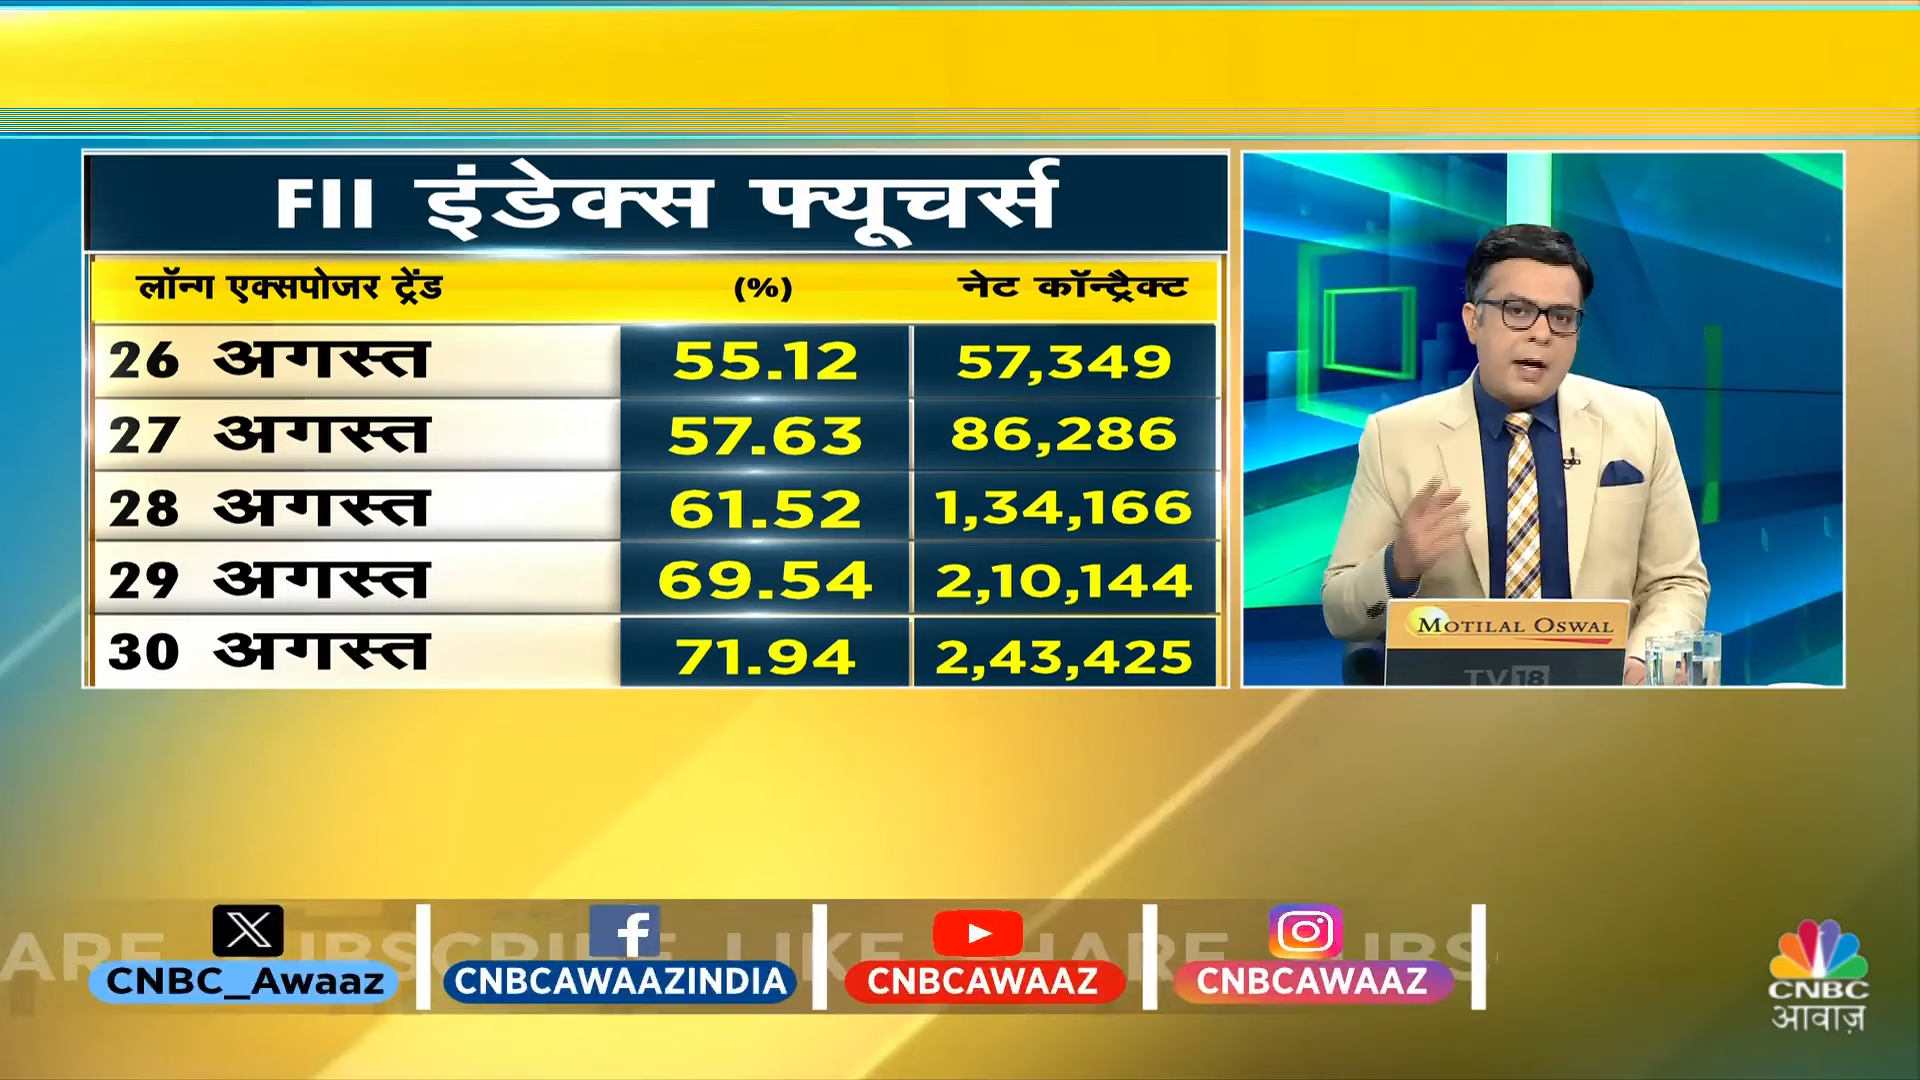 FII इंडेक्स फ्यूचर्स
लॉन्ग एक्सपोजर ट्रेंड (%) नेट कॉन्ट्रैक्ट
26 अगस्त 55.12 57,349
27 अगस्त 57.63 86,286
28 अगस्त 61.52 1,34,166
29 अगस्त 69.54 2,10,144
30 अगस्त 71.94 2,43,425
MOTILAL OSWAL
TV18
LIKE
CNBC_Awaaz CNBCAWAAZINDIA CNBCAWAAZ CNBCAWAAZ
CNBC
आवाज़